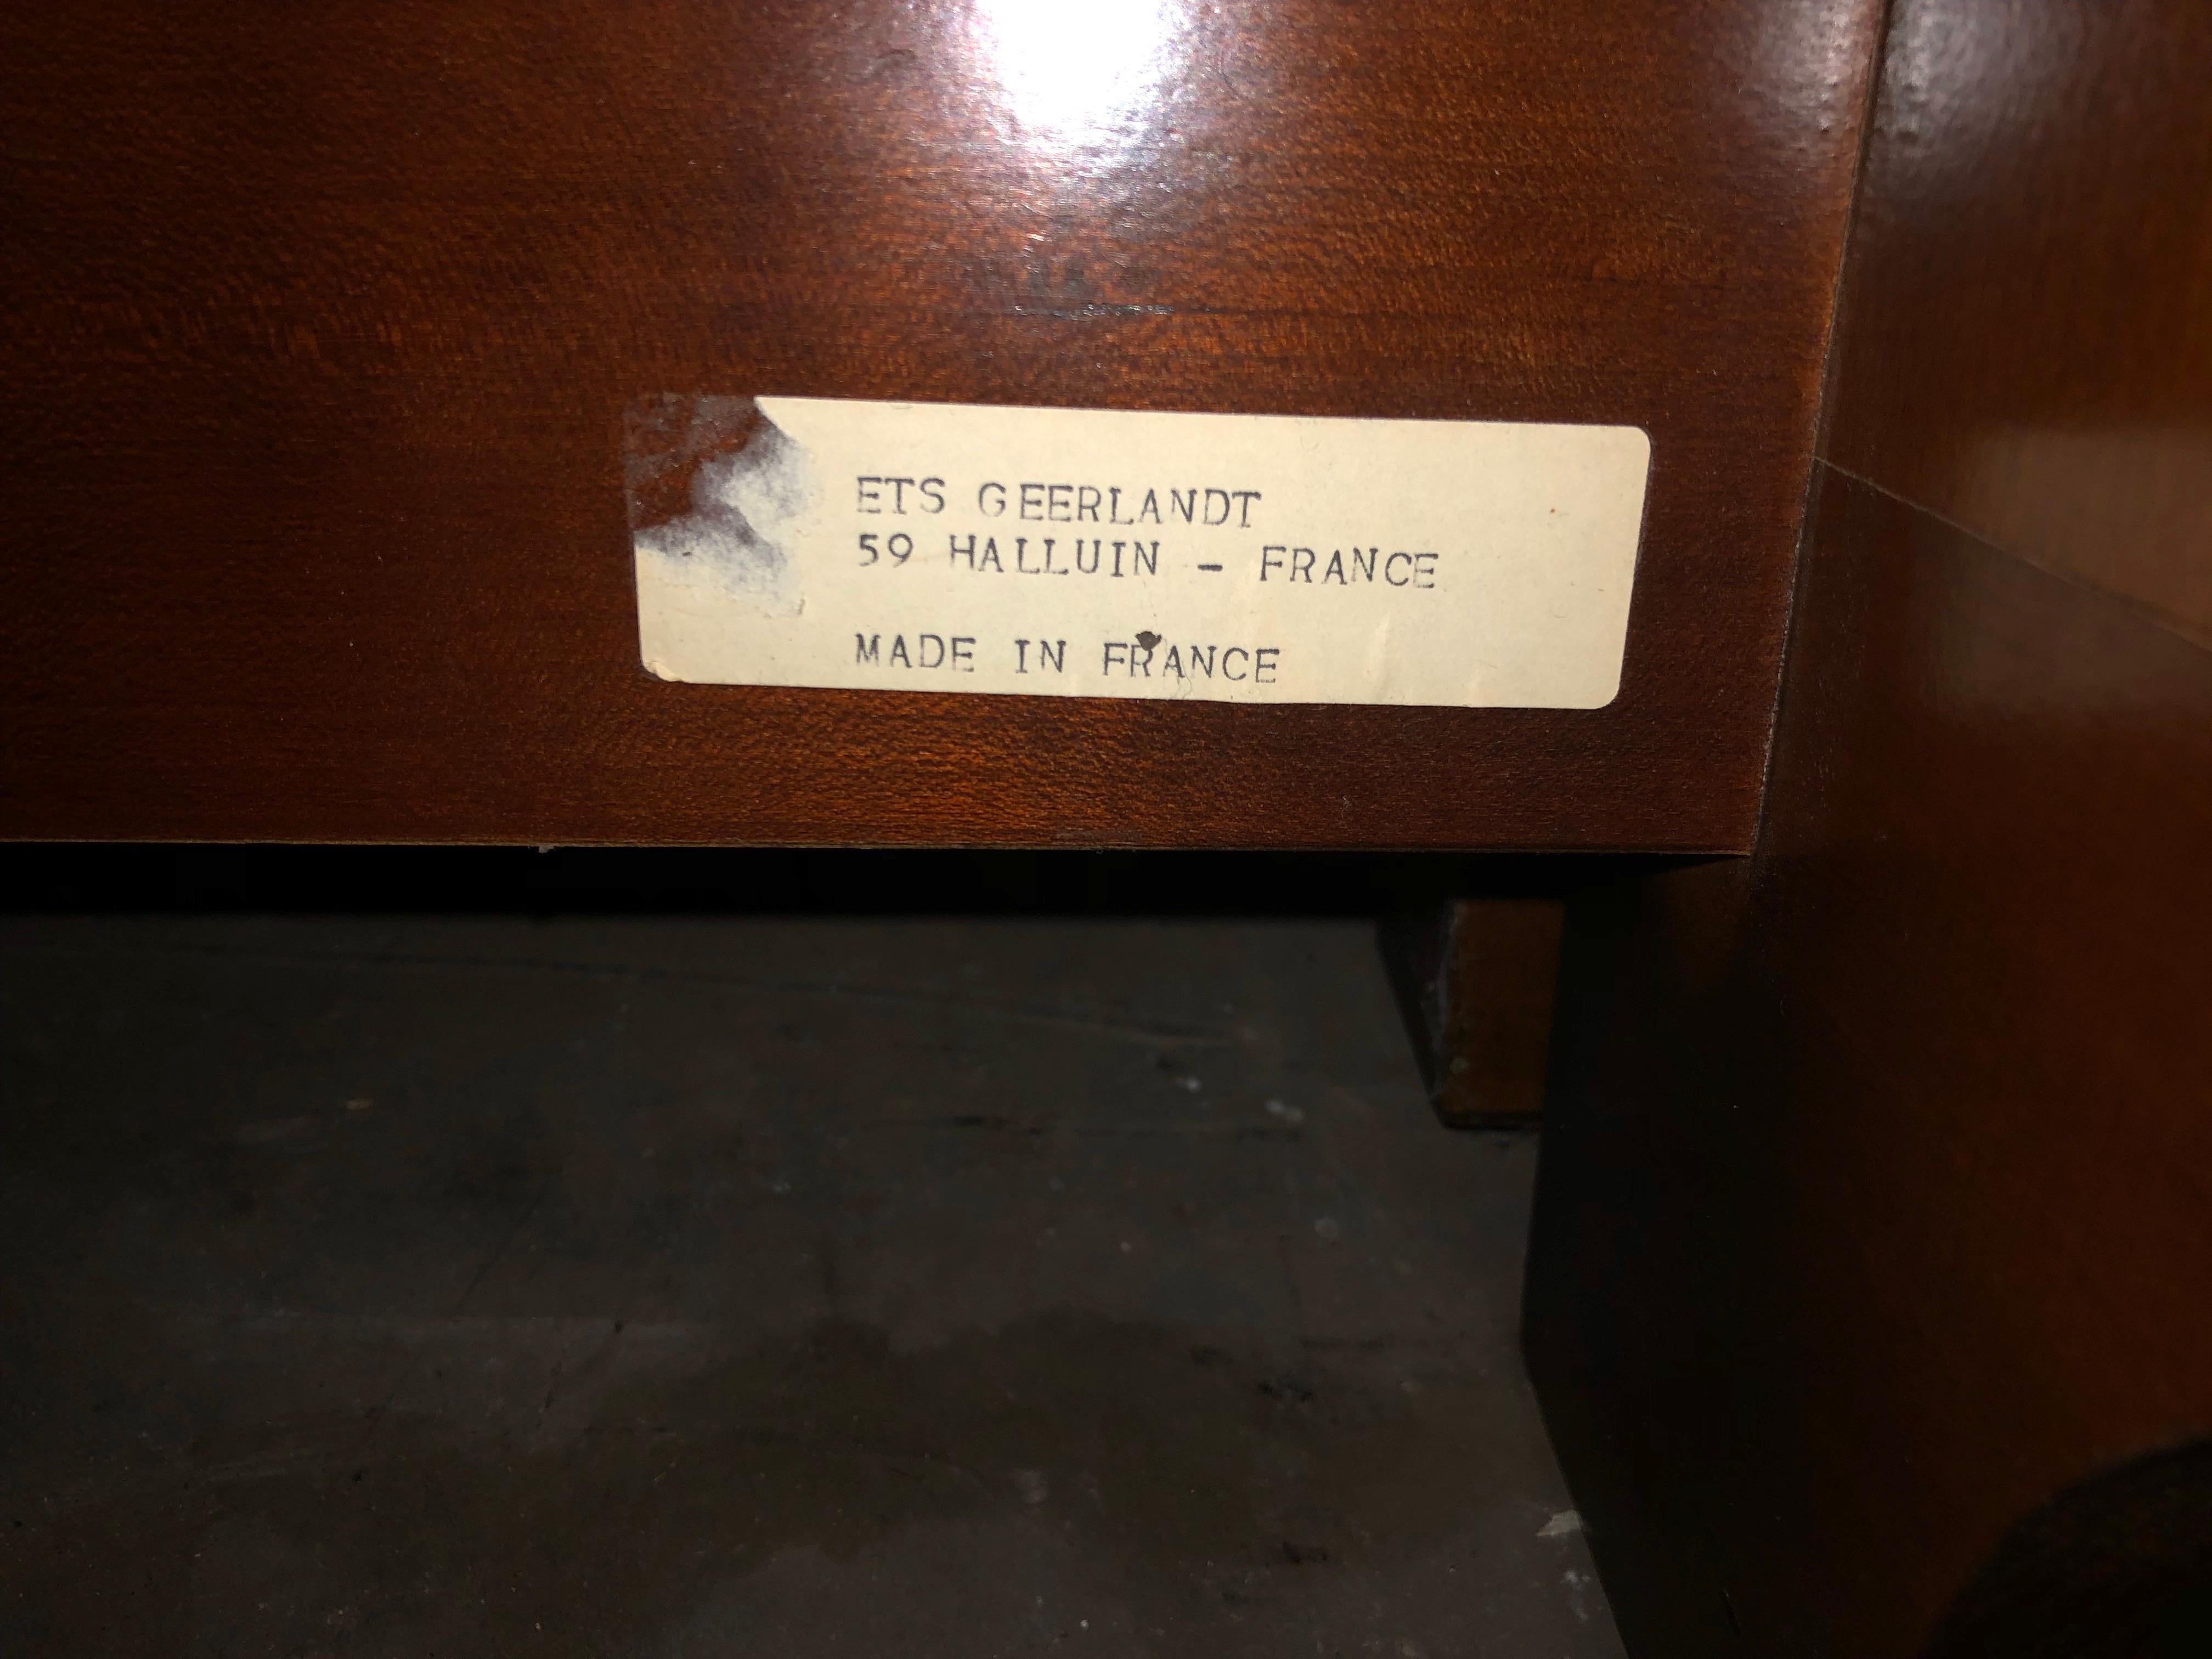 ETS GEERLANDT
59 HALLUIN - FRANCE
MADE IN FRANCE